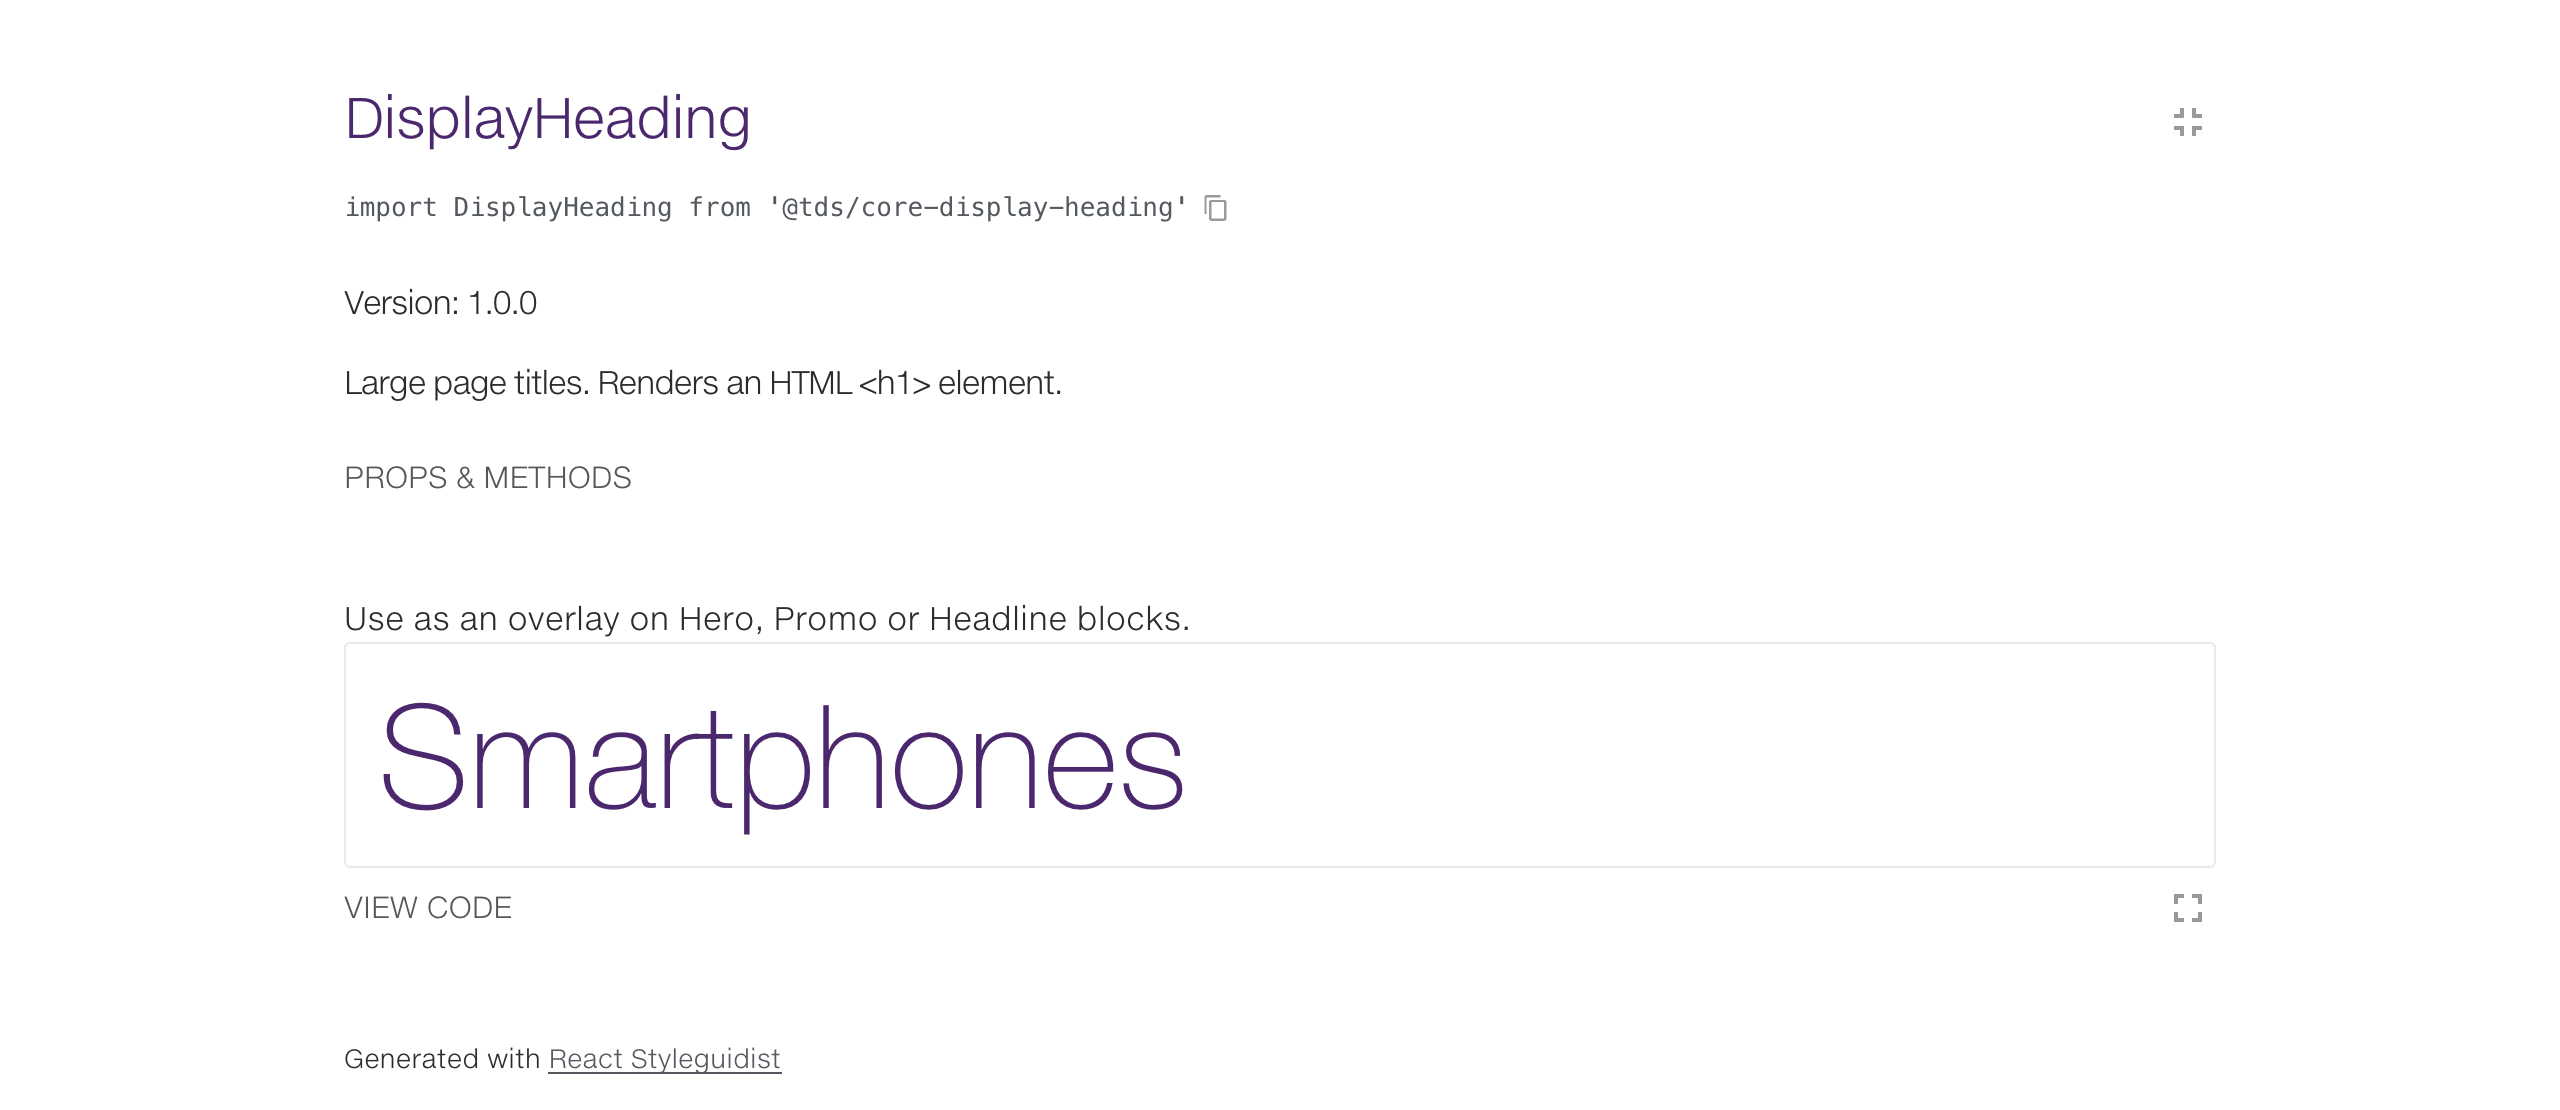 DisplayHeading
import DisplayHeading from '@tds/core-display-heading'
Version: 1.0.0
Large page titles. Renders an HTML <h1> element.
PROPS & METHODS
Use as an overlay on Hero, Promo or Headline blocks.
Smartphones
VIEW CODE
Generated with React Styleguidist